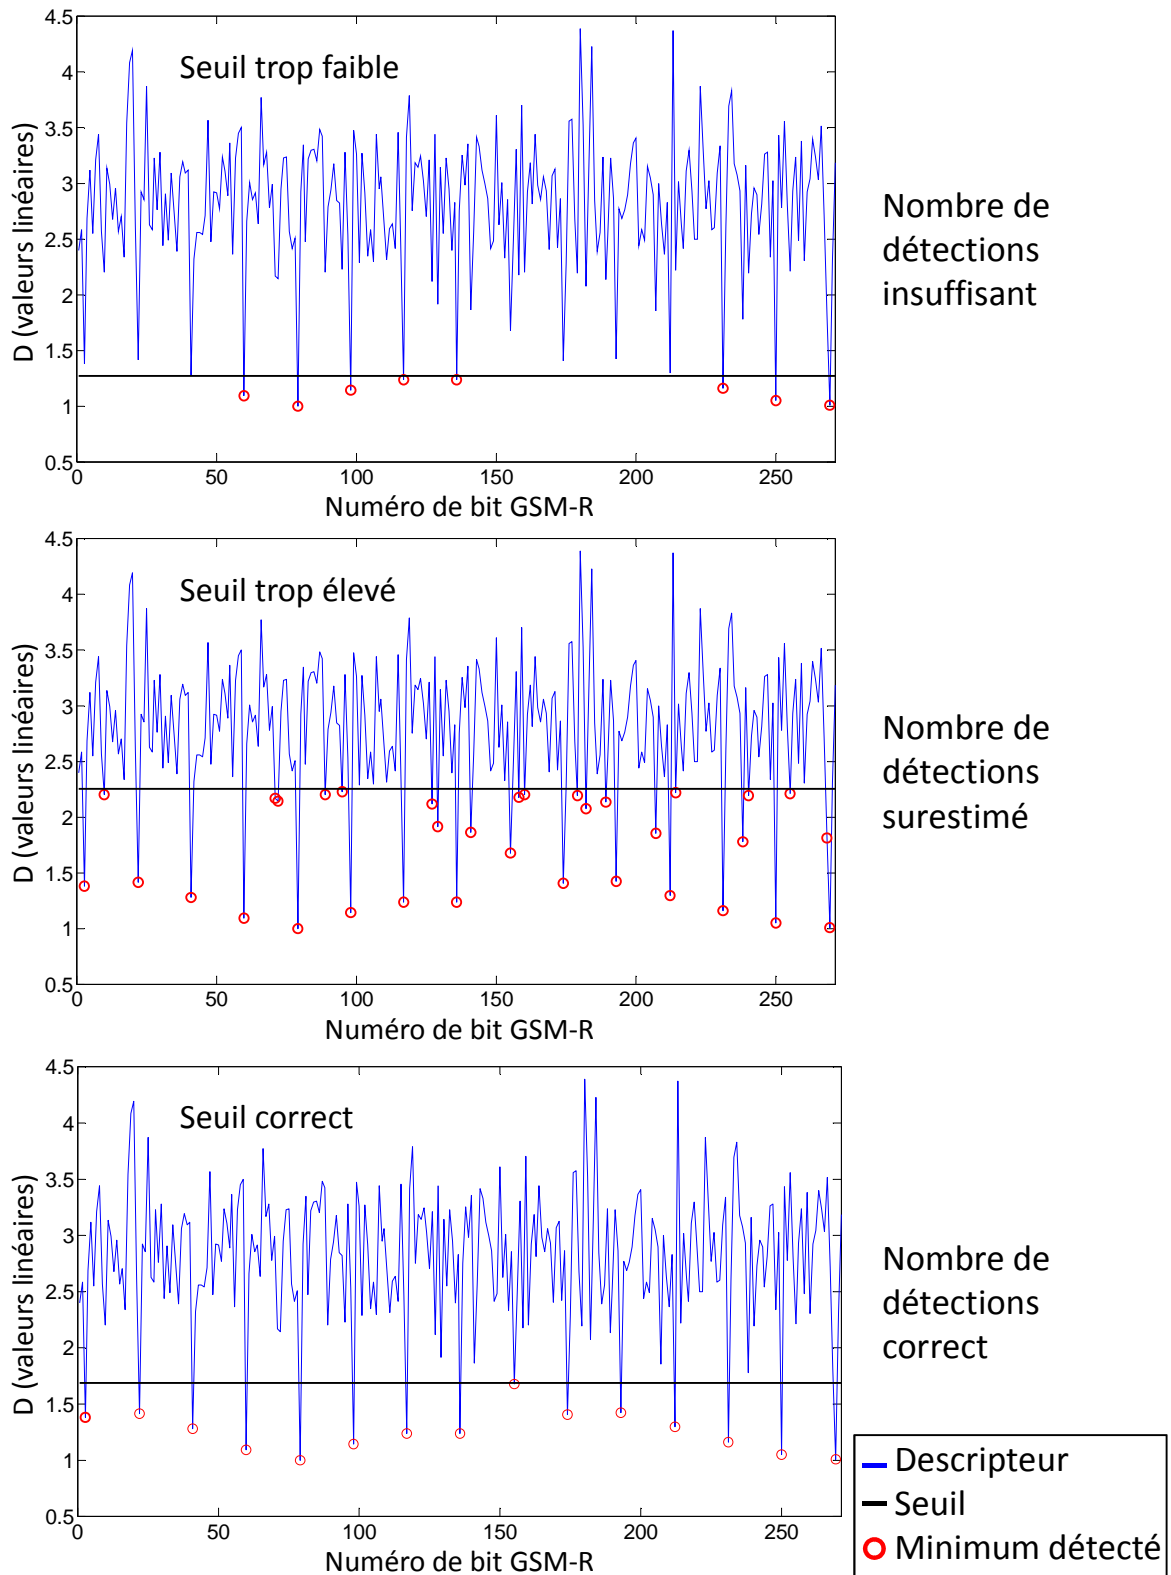 4.5
Seuil trop faible
4
3.5
3
2.5
2
1.5
1
0.5
D (valeurs linéaires)
0
50
100
150
200
250
Numéro de bit GSM-R
Nombre de
détections
insuffisant
4.5
Seuil trop élevé
4
3.5
3
2.5
2
1.5
1
0.5
D (valeurs linéaires)
0
50
100
150
200
250
Numéro de bit GSM-R
Nombre de
détections
surestimé
4.5
Seuil correct
4
3.5
3
2.5
2
1.5
1
0.5
D (valeurs linéaires)
0
50
100
150
200
250
Numéro de bit GSM-R
Nombre de
détections
correct
Descripteur
Seuil
Minimum détecté